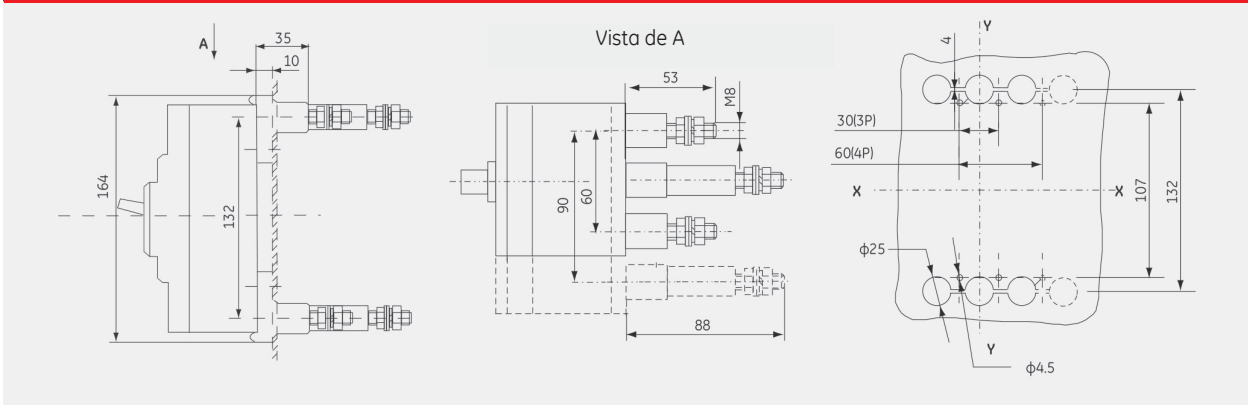 A
35
10
164
132
Vista de A
53
M8
90
60
88
Y
4
30(3P)
60(4P)
X
X
107
132
ϕ25
Y
ϕ4.5